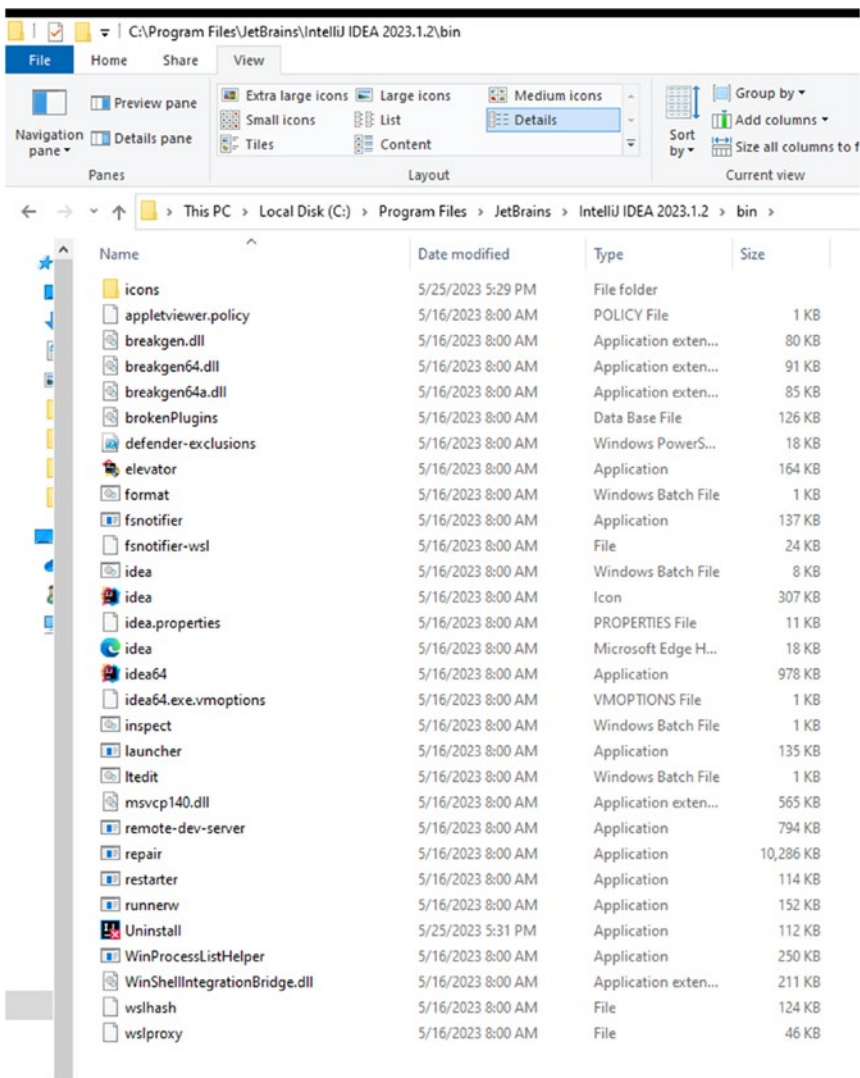 C:\Program Files\JetBrains\IntelliJ IDEA 2023.1.2\bin
File Home Share View
Preview pane
Details pane
Navigation pane
Panes
Extra large icons Large icons Medium icons
Small icons List Details
Tiles Content
Layout
Sort by
Group by
Add columns
Size all columns to f
Current view
This PC > Local Disk (C:) > Program Files > JetBrains > IntelliJ IDEA 2023.1.2 > bin >
Name Date modified Type Size
icons 5/25/2023 5:29 PM File folder
appletviewer.policy 5/16/2023 8:00 AM POLICY File 1 KB
breakgen.dll 5/16/2023 8:00 AM Application exten... 80 KB
breakgen64.dll 5/16/2023 8:00 AM Application exten... 91 KB
breakgen64a.dll 5/16/2023 8:00 AM Application exten... 85 KB
brokenPlugins 5/16/2023 8:00 AM Data Base File 126 KB
defender-exclusions 5/16/2023 8:00 AM Windows PowerS... 18 KB
elevator 5/16/2023 8:00 AM Application 164 KB
format 5/16/2023 8:00 AM Windows Batch File 1 KB
fsnotifier 5/16/2023 8:00 AM Application 137 KB
fsnotifier-wsl 5/16/2023 8:00 AM File 24 KB
idea 5/16/2023 8:00 AM Windows Batch File 8 KB
idea 5/16/2023 8:00 AM Icon 307 KB
idea.properties 5/16/2023 8:00 AM PROPERTIES File 11 KB
idea 5/16/2023 8:00 AM Microsoft Edge H... 18 KB
idea64 5/16/2023 8:00 AM Application 978 KB
idea64.exe.vmoptions 5/16/2023 8:00 AM VMOPTIONS File 1 KB
inspect 5/16/2023 8:00 AM Windows Batch File 1 KB
launcher 5/16/2023 8:00 AM Application 135 KB
ltedit 5/16/2023 8:00 AM Windows Batch File 1 KB
msvcp140.dll 5/16/2023 8:00 AM Application exten... 565 KB
remote-dev-server 5/16/2023 8:00 AM Application 794 KB
repair 5/16/2023 8:00 AM Application 10,286 KB
restarter 5/16/2023 8:00 AM Application 114 KB
runnerw 5/16/2023 8:00 AM Application 152 KB
Uninstall 5/25/2023 5:31 PM Application 112 KB
WinProcessListHelper 5/16/2023 8:00 AM Application 250 KB
WinShellIntegrationBridge.dll 5/16/2023 8:00 AM Application exten... 211 KB
wslhash 5/16/2023 8:00 AM File 124 KB
wslproxy 5/16/2023 8:00 AM File 46 KB